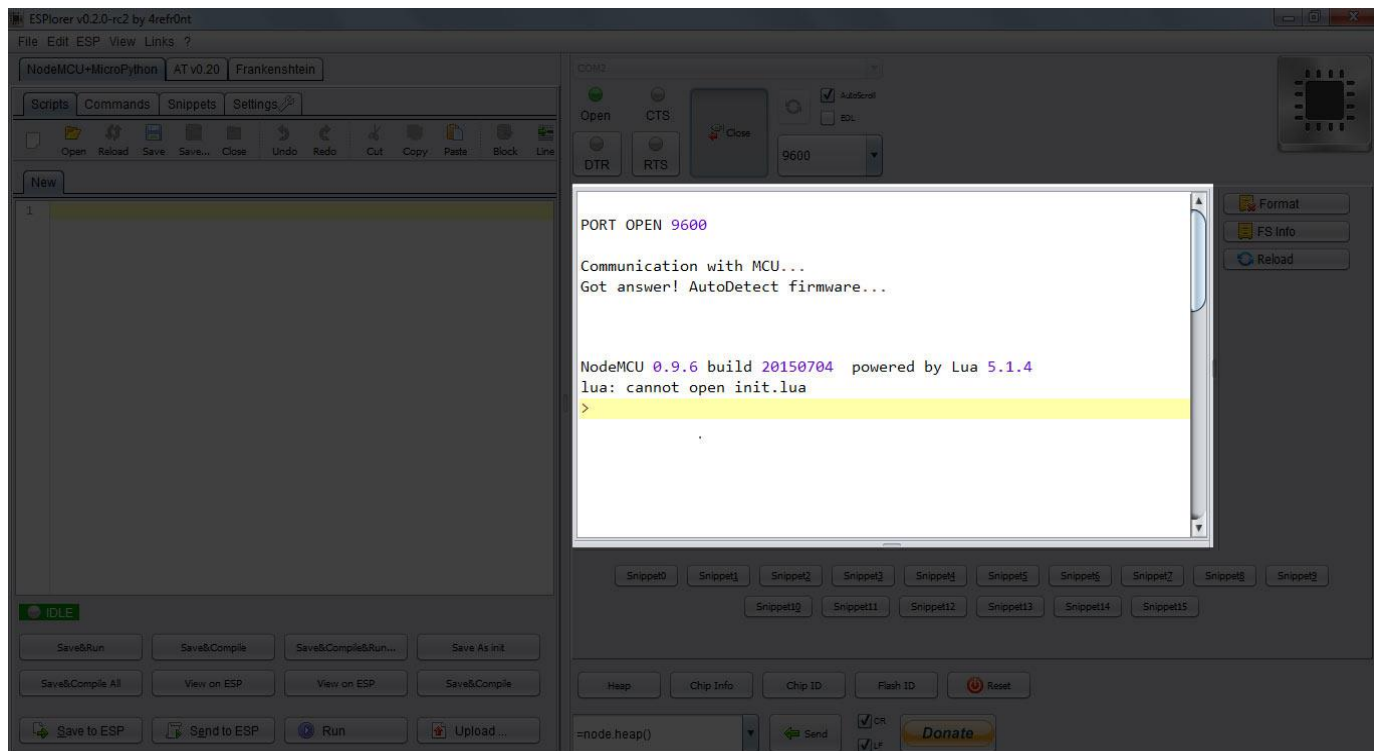 ESPlorer v0.2.0-rc2 by 4refr0nt
File Edit ESP View Links ?
NodeMCU+MicroPython AT v0.20 Frankenshtein
Scripts Commands Snippets Settings
Open Reload Save Save... Close Undo Redo Cut Copy Paste Block Line
New
1
IDLE
Save&Run Save&Compile Save&Compile&Run... Save As init
Save&Compile All View on ESP View on ESP Save&Compile
Save to ESP Send to ESP Run Upload ...
COM2
Open CTS Close AutoScroll
EOL
DTR RTS 9600
PORT OPEN 9600
Communication with MCU...
Got answer! AutoDetect firmware...
NodeMCU 0.9.6 build 20150704 powered by Lua 5.1.4
lua: cannot open init.lua
>
Format
FS Info
Reload
Snippet0 Snippet1 Snippet2 Snippet3 Snippet4 Snippet5 Snippet6 Snippet7 Snippet8 Snippet9
Snippet10 Snippet11 Snippet12 Snippet13 Snippet14 Snippet15
Heap Chip Info Chip ID Flash ID Reset
=node.heap() Send CR Donate
LF